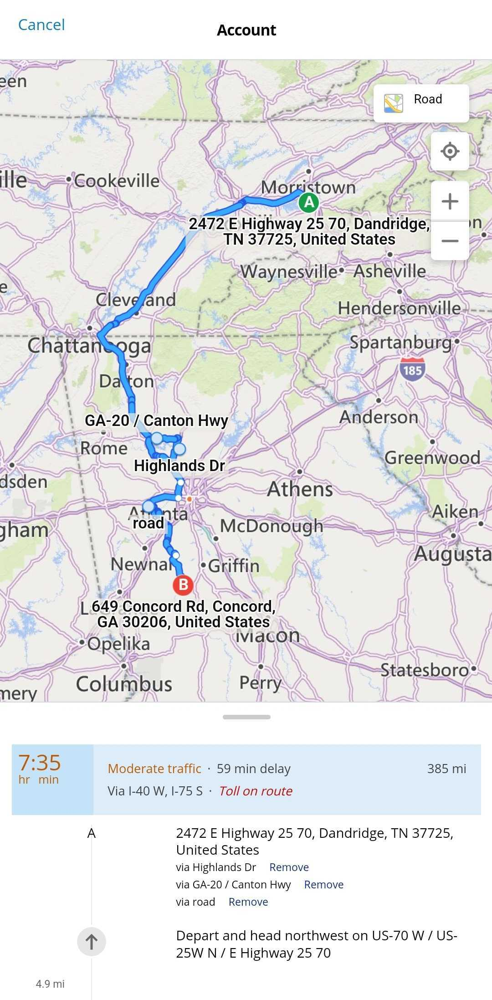 Cancel
Account
een
Road
ille
Cookeville
Morristown
A
2472 E Highway 25 70, Dandridge,
TN 37725, United States
on
Waynesville
Asheville
e
Cleveland
Hendersonville
Chattanooga
Spartanburg
185
Dalton
GA-20 / Canton Hwy
Anderson
Rome
Greenwood
Highlands Dr
dsden
Athens
Atlanta
Aiken
road
McDonough
gham
Augusta
Newnan
Griffin
B
649 Concord Rd, Concord,
GA 30206, United States
Macon
Opelika
Statesboro
Columbus
Perry
mery
7:35
hr min
Moderate traffic · 59 min delay
385 mi
Via I-40 W, I-75 S · Toll on route
A
2472 E Highway 25 70, Dandridge, TN 37725,
United States
via Highlands Dr Remove
via GA-20 / Canton Hwy Remove
via road Remove
Depart and head northwest on US-70 W / US-
25W N / E Highway 25 70
4.9 mi